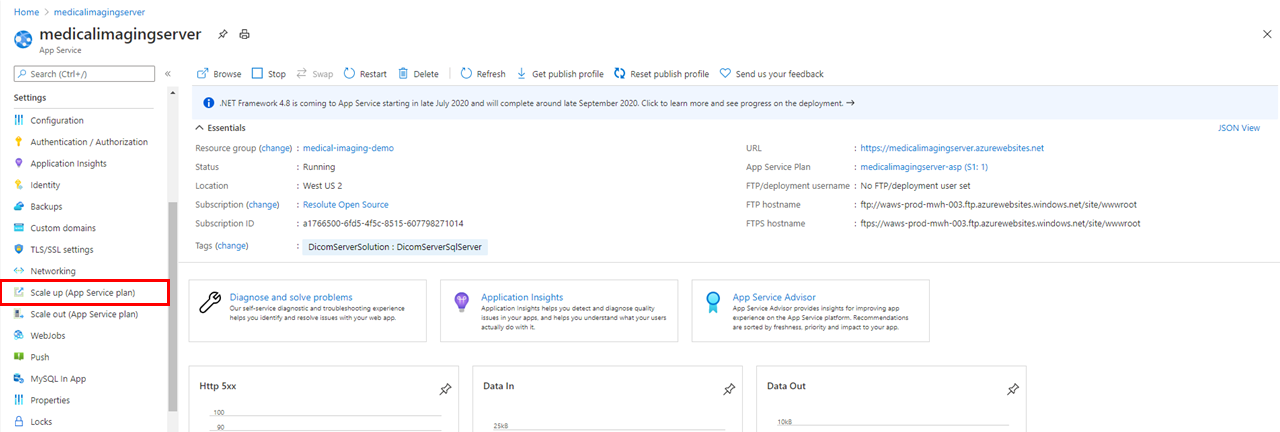 Home > medicalimagingserver
medicalimagingserver
App Service
Search (Ctrl+/)
«
Browse Stop Swap Restart Delete Refresh Get publish profile Reset publish profile Send us your feedback
Settings
Configuration
Authentication / Authorization
Application Insights
Identity
Backups
Custom domains
TLS/SSL settings
Networking
Scale up (App Service plan)
Scale out (App Service plan)
WebJobs
Push
MySQL In App
Properties
Locks
.NET Framework 4.8 is coming to App Service starting in late July 2020 and will complete around late September 2020. Click to learn more and see progress on the deployment. →
Essentials
JSON View
Resource group (change) : medical-imaging-demo
Status : Running
Location : West US 2
Subscription (change) : Resolute Open Source
Subscription ID : a1766500-6fd5-4f5c-8515-607798271014
Tags (change) : DicomServerSolution : DicomServerSqlServer
URL : https://medicalimagingserver.azurewebsites.net
App Service Plan : medicalimagingserver-asp (S1: 1)
FTP/deployment username : No FTP/deployment user set
FTP hostname : ftp://waws-prod-mwh-003.ftp.azurewebsites.windows.net/site/wwwroot
FTPS hostname : ftps://waws-prod-mwh-003.ftp.azurewebsites.windows.net/site/wwwroot
Diagnose and solve problems
Our self-service diagnostic and troubleshooting experience
helps you identify and resolve issues with your web app.
Application Insights
Application Insights helps you detect and diagnose quality
issues in your apps, and helps you understand what your users
actually do with it.
App Service Advisor
App Service Advisor provides insights for improving app
experience on the App Service platform. Recommendations
are sorted by freshness, priority and impact to your app.
Http 5xx
100
90
Data In
25kB
Data Out
10kB